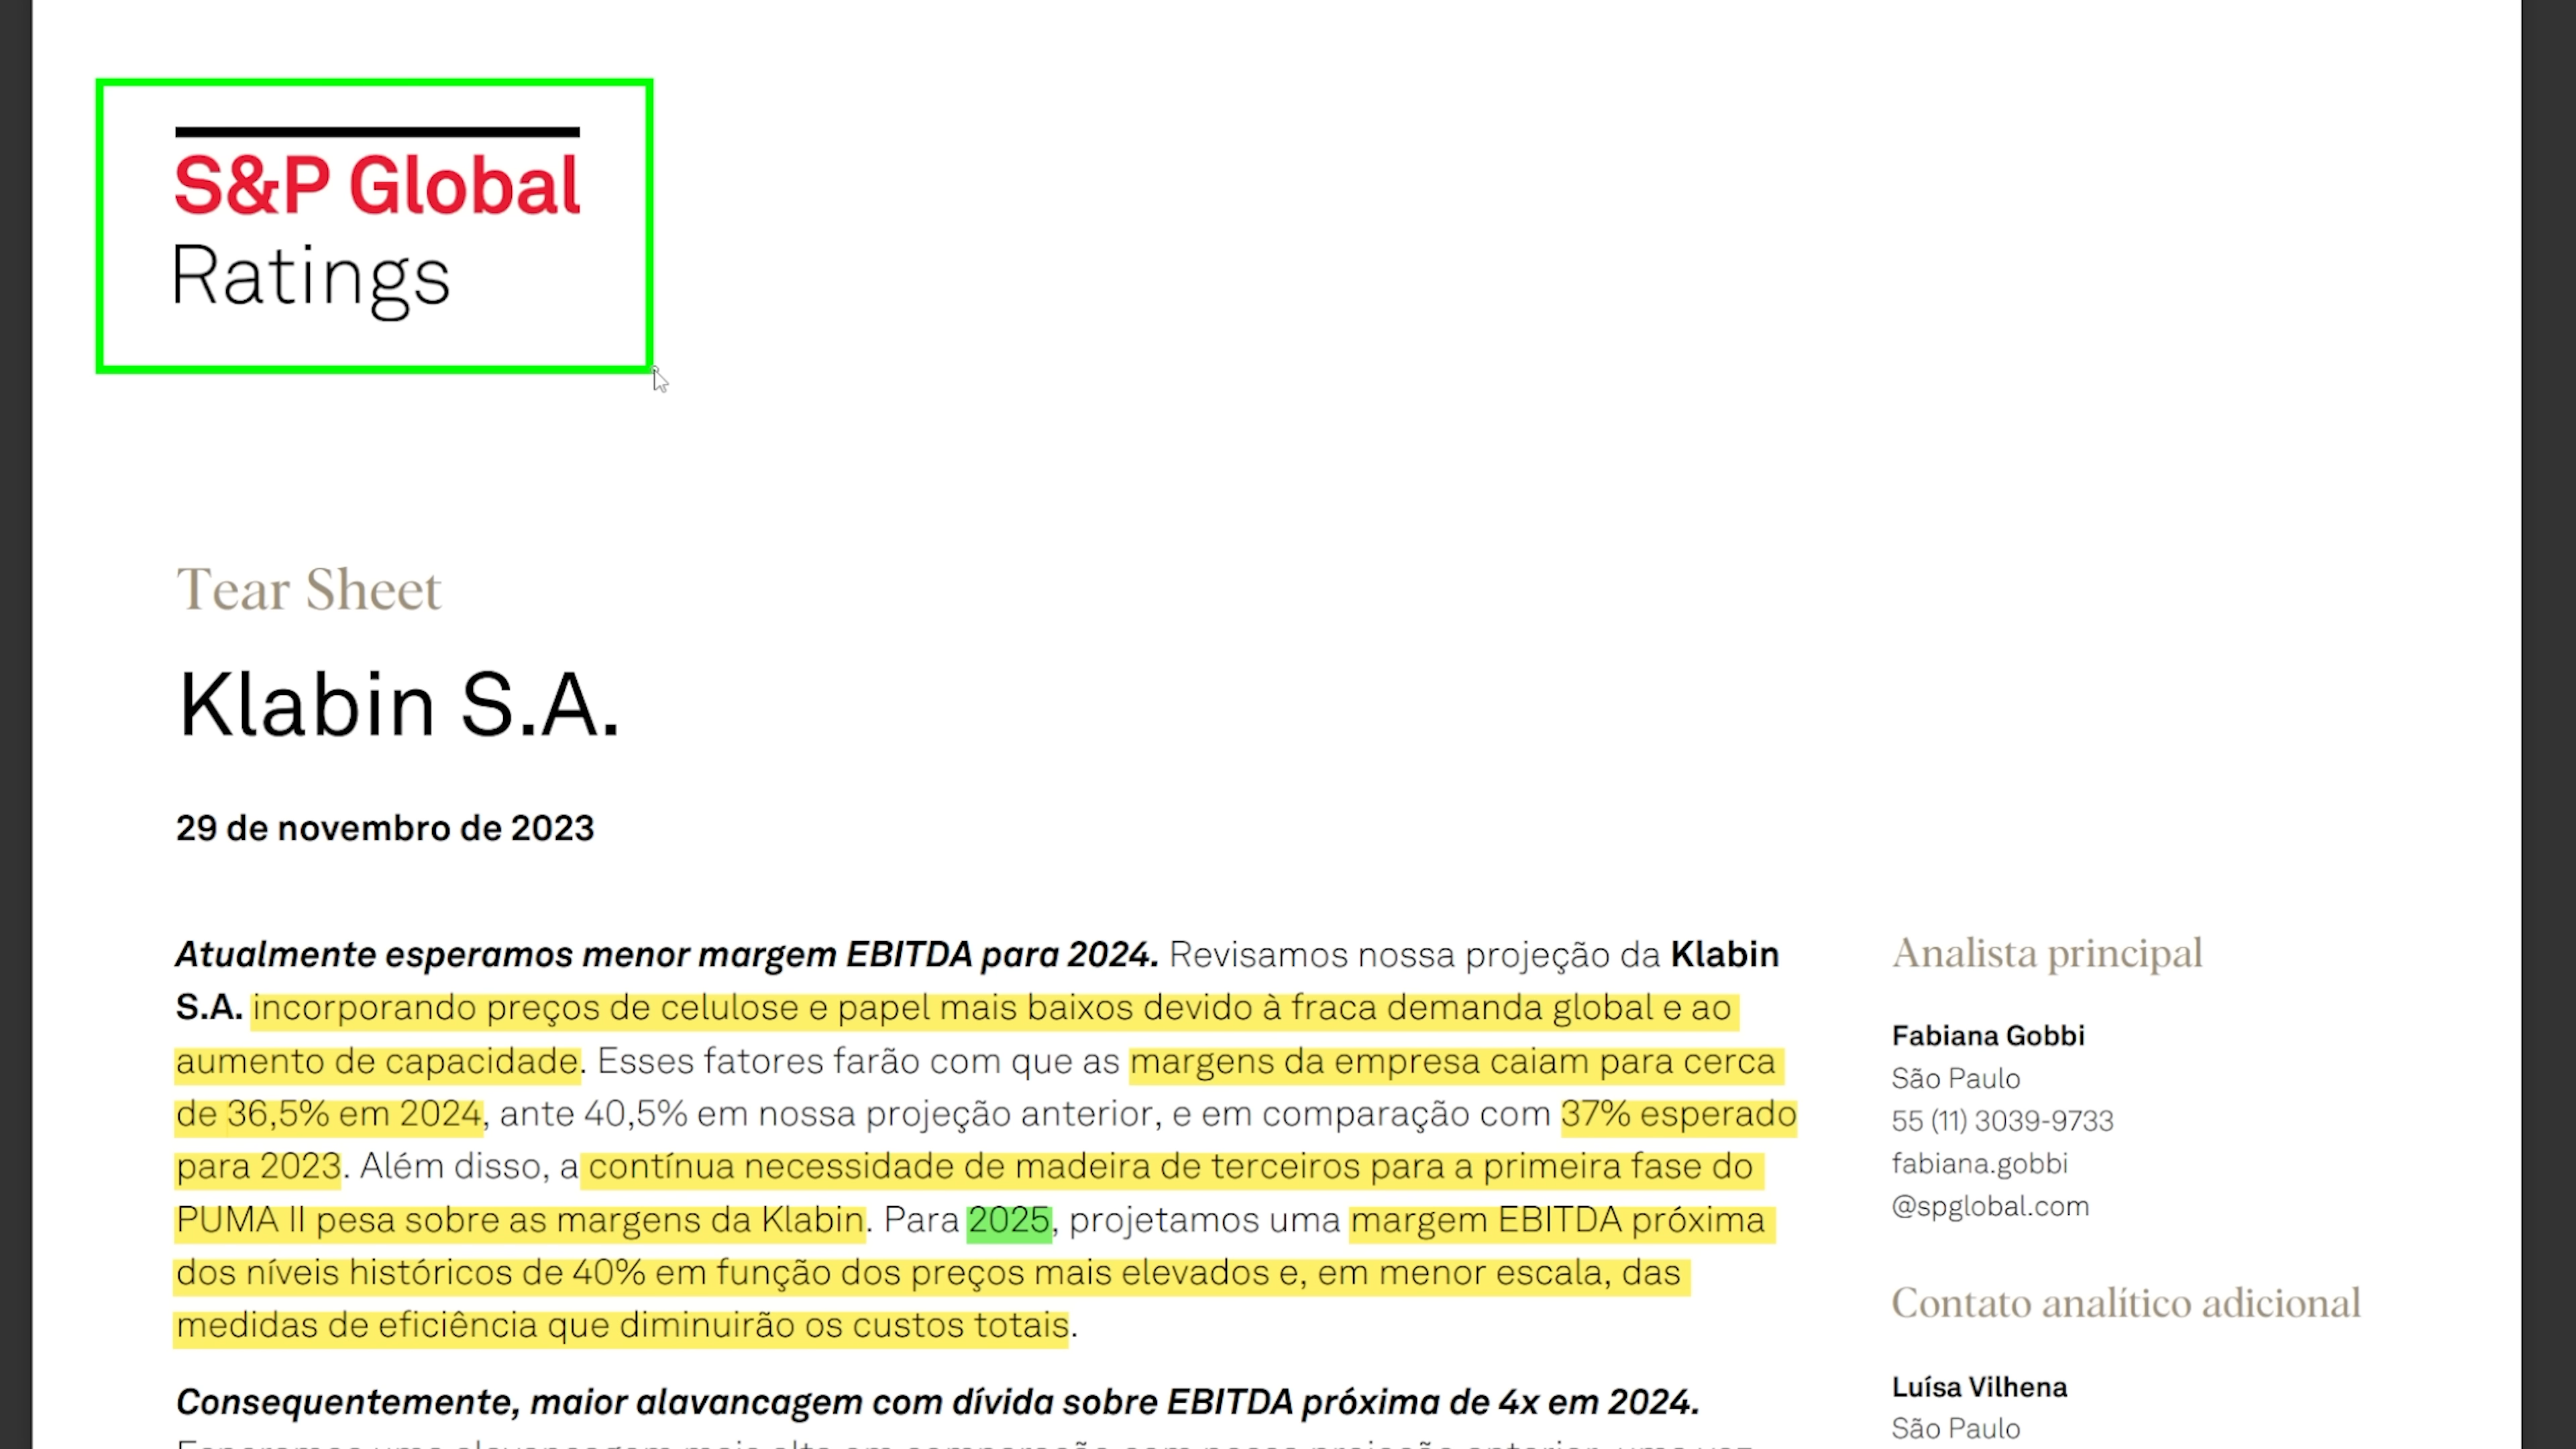 S&P Global
Ratings
Tear Sheet
Klabin S.A.
29 de novembro de 2023
Atualmente esperamos menor margem EBITDA para 2024. Revisamos nossa projeção da Klabin
S.A. incorporando preços de celulose e papel mais baixos devido à fraca demanda global e ao
aumento de capacidade. Esses fatores farão com que as margens da empresa caiam para cerca
de 36,5% em 2024, ante 40,5% em nossa projeção anterior, e em comparação com 37% esperado
para 2023. Além disso, a contínua necessidade de madeira de terceiros para a primeira fase do
PUMA II pesa sobre as margens da Klabin. Para 2025, projetamos uma margem EBITDA próxima
dos níveis históricos de 40% em função dos preços mais elevados e, em menor escala, das
medidas de eficiência que diminuirão os custos totais.
Consequentemente, maior alavancagem com dívida sobre EBITDA próxima de 4x em 2024.
Analista principal
Fabiana Gobbi
São Paulo
55 (11) 3039-9733
fabiana.gobbi
@spglobal.com
Contato analítico adicional
Luísa Vilhena
São Paulo